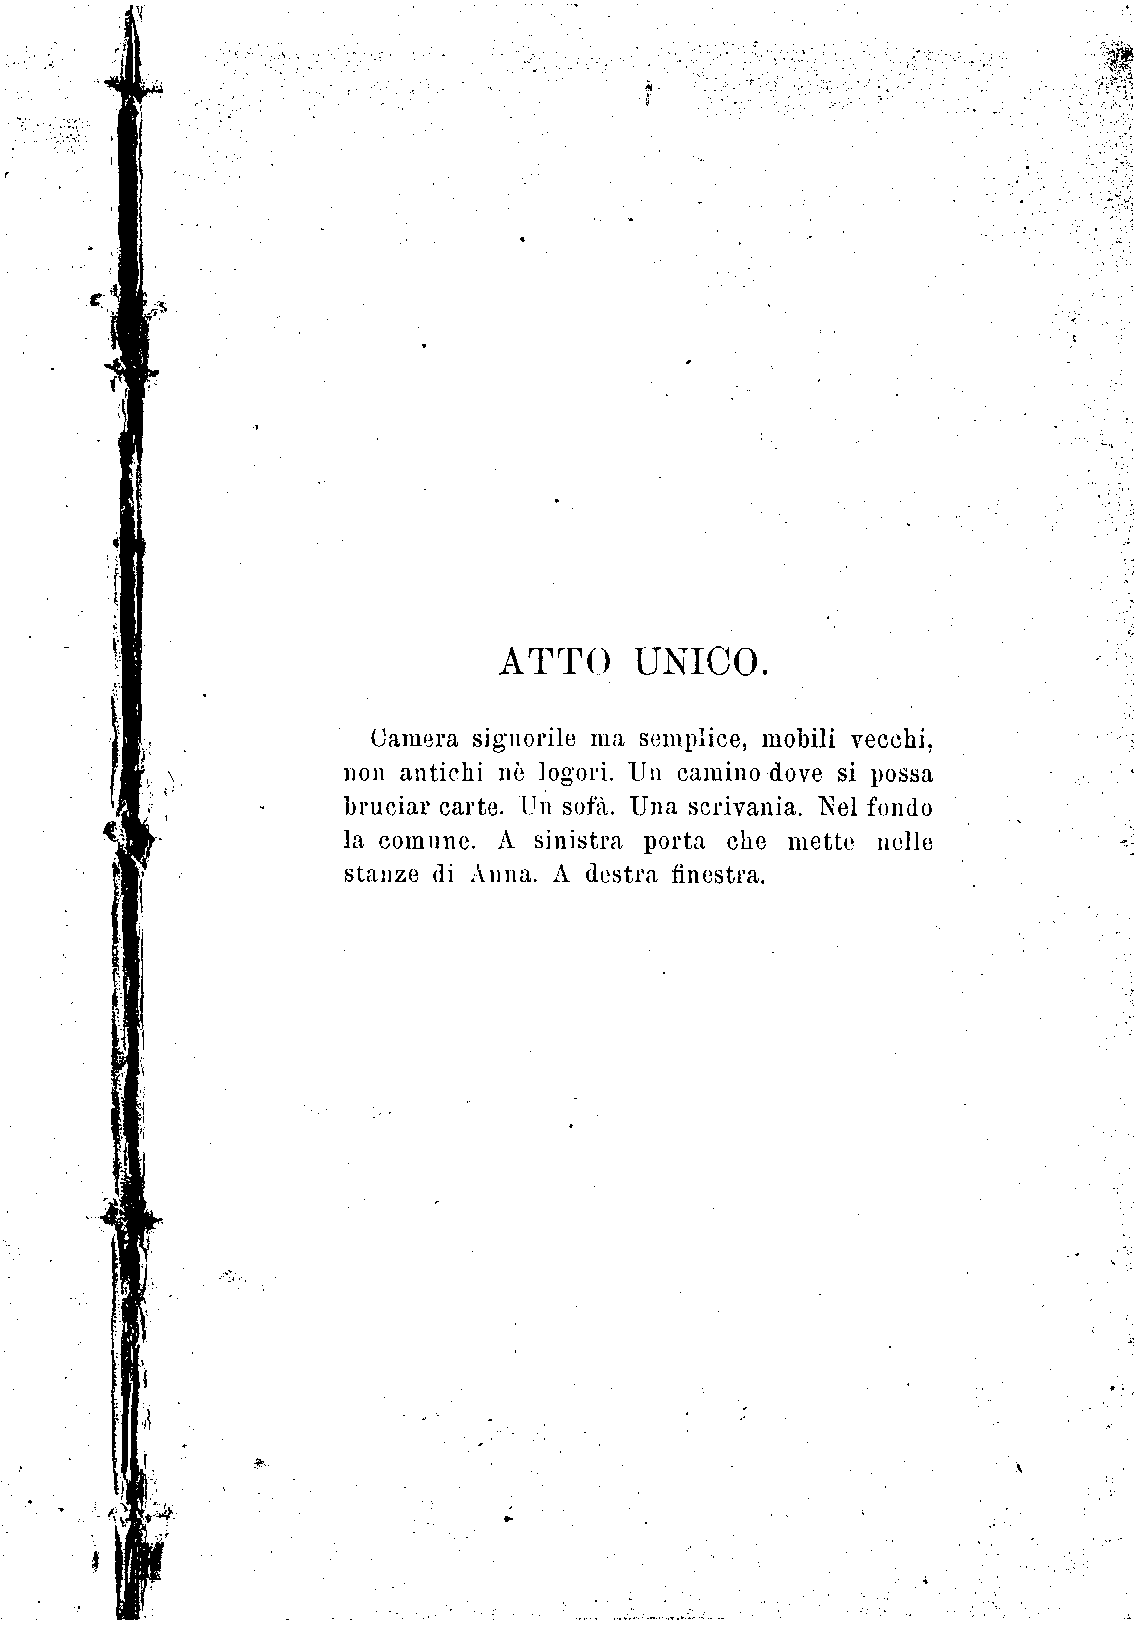 ATTO UNICO.
Camera signorile ma semplice, mobili vecchi,
non antichi nè logori. Un camino dove si possa
bruciar carte. Un sofà. Una scrivania. Nel fondo
la comune. A sinistra porta che mette nelle
stanze di Anna. A destra finestra.